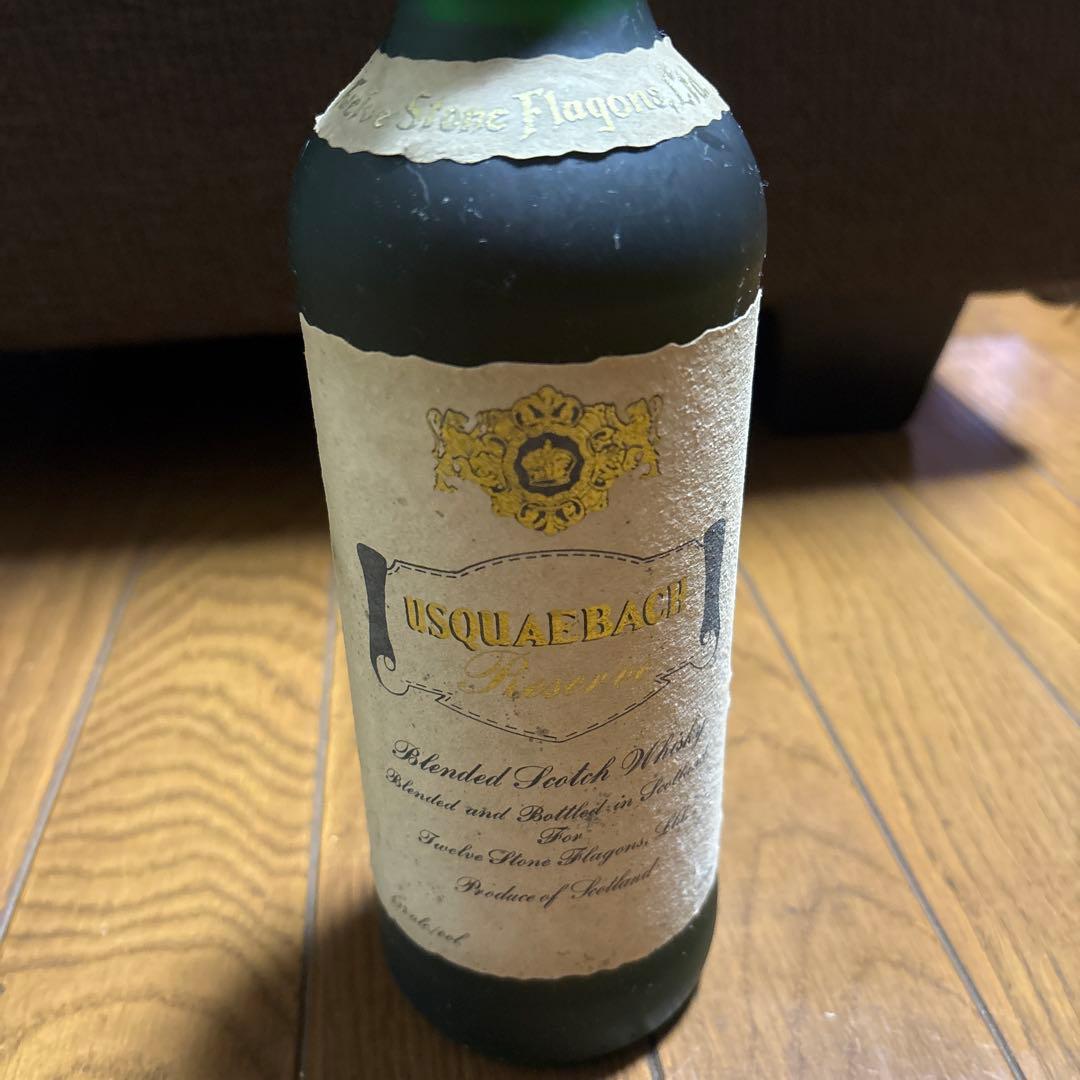 Stone Flagons, Ltd.
USQUAEBACH
Reserve
Blended Scotch Whisky
Blended and Bottled in Scotland
For
Twelve Stone Flagons, Ltd.
Produce of Scotland